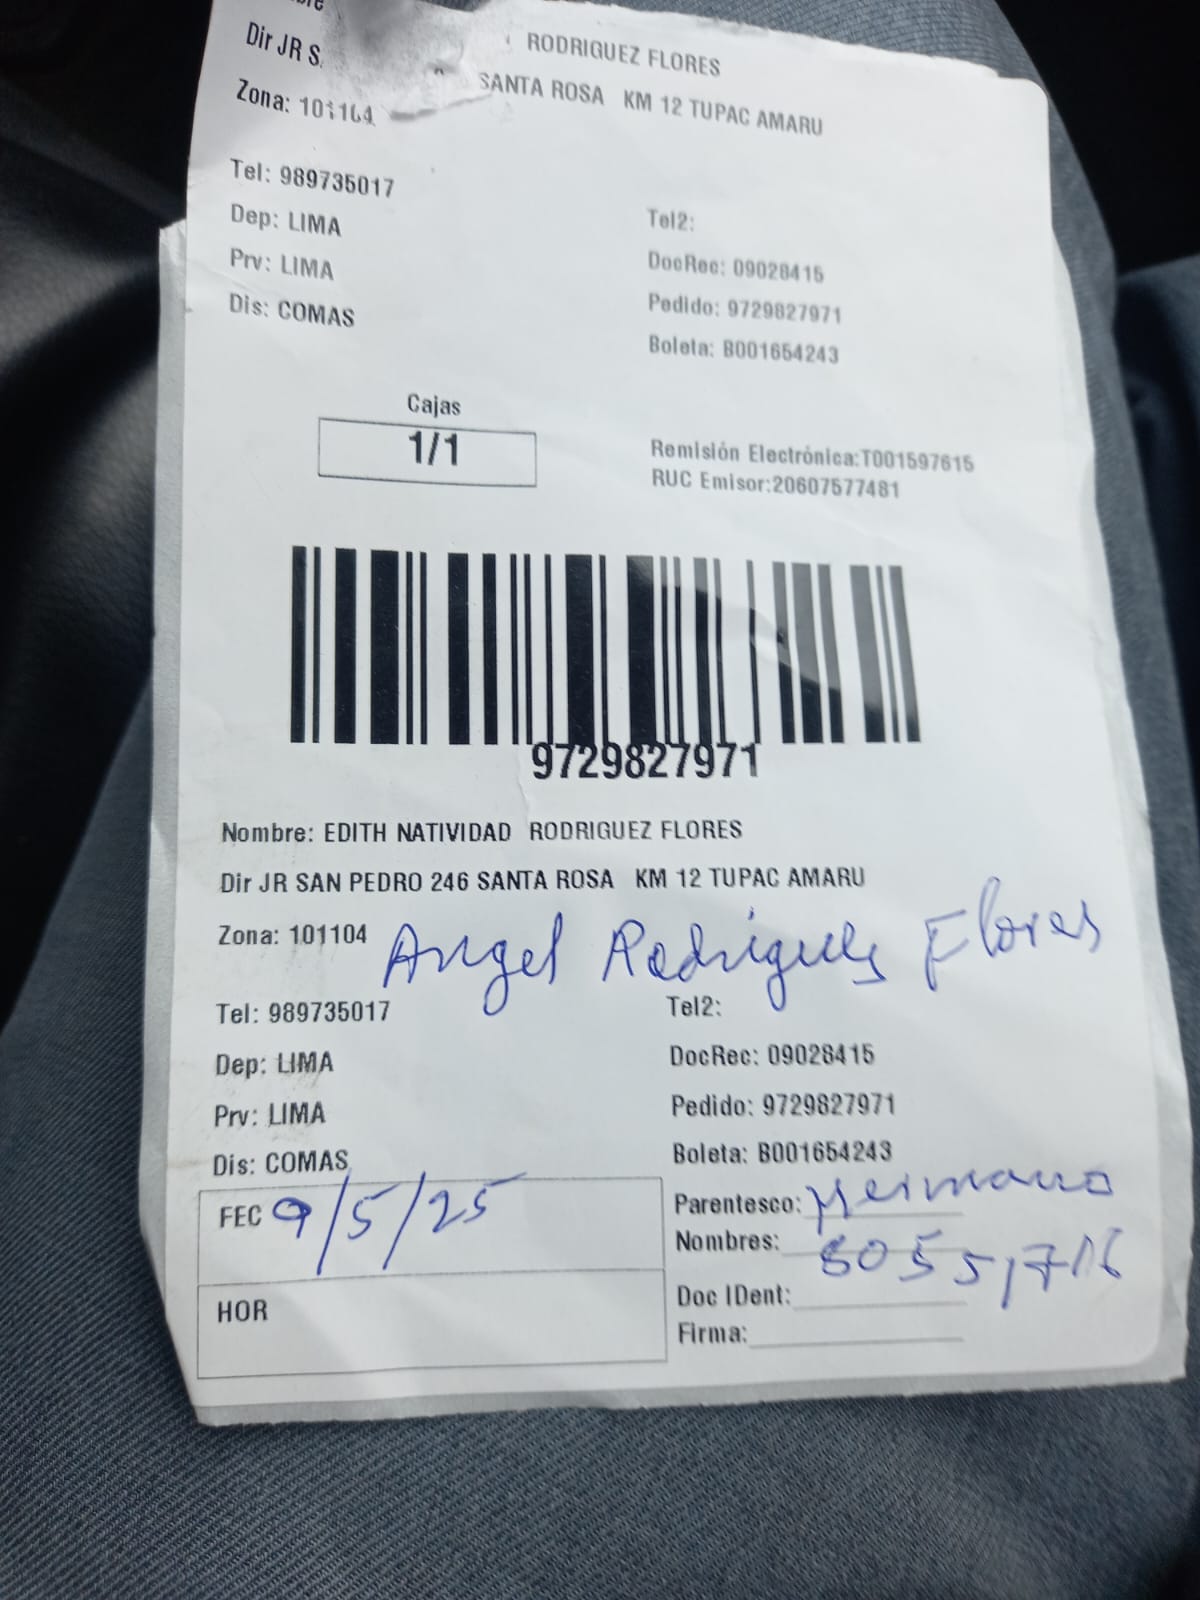 RODRIGUEZ FLORES
Dir JR S SANTA ROSA KM 12 TUPAC AMARU
Zona: 101104
Tel: 989735017
Tel2:
Dep: LIMA
DocRec: 09028415
Prv: LIMA
Pedido: 9729827971
Dis: COMAS
Boleta: B001654243
Cajas
1/1
Remisión Electrónica:T001597615
RUC Emisor:20607577481
9729827971
Nombre: EDITH NATIVIDAD RODRIGUEZ FLORES
Dir JR SAN PEDRO 246 SANTA ROSA KM 12 TUPAC AMARU
Zona: 101104
Angel Rodriguez Flores
Tel: 989735017
Tel2:
Dep: LIMA
DocRec: 09028415
Prv: LIMA
Pedido: 9729827971
Dis: COMAS
Boleta: B001654243
FEC 9/5/25
Parentesco: Hermano
Nombres:
HOR
Doc IDent:
Firma: